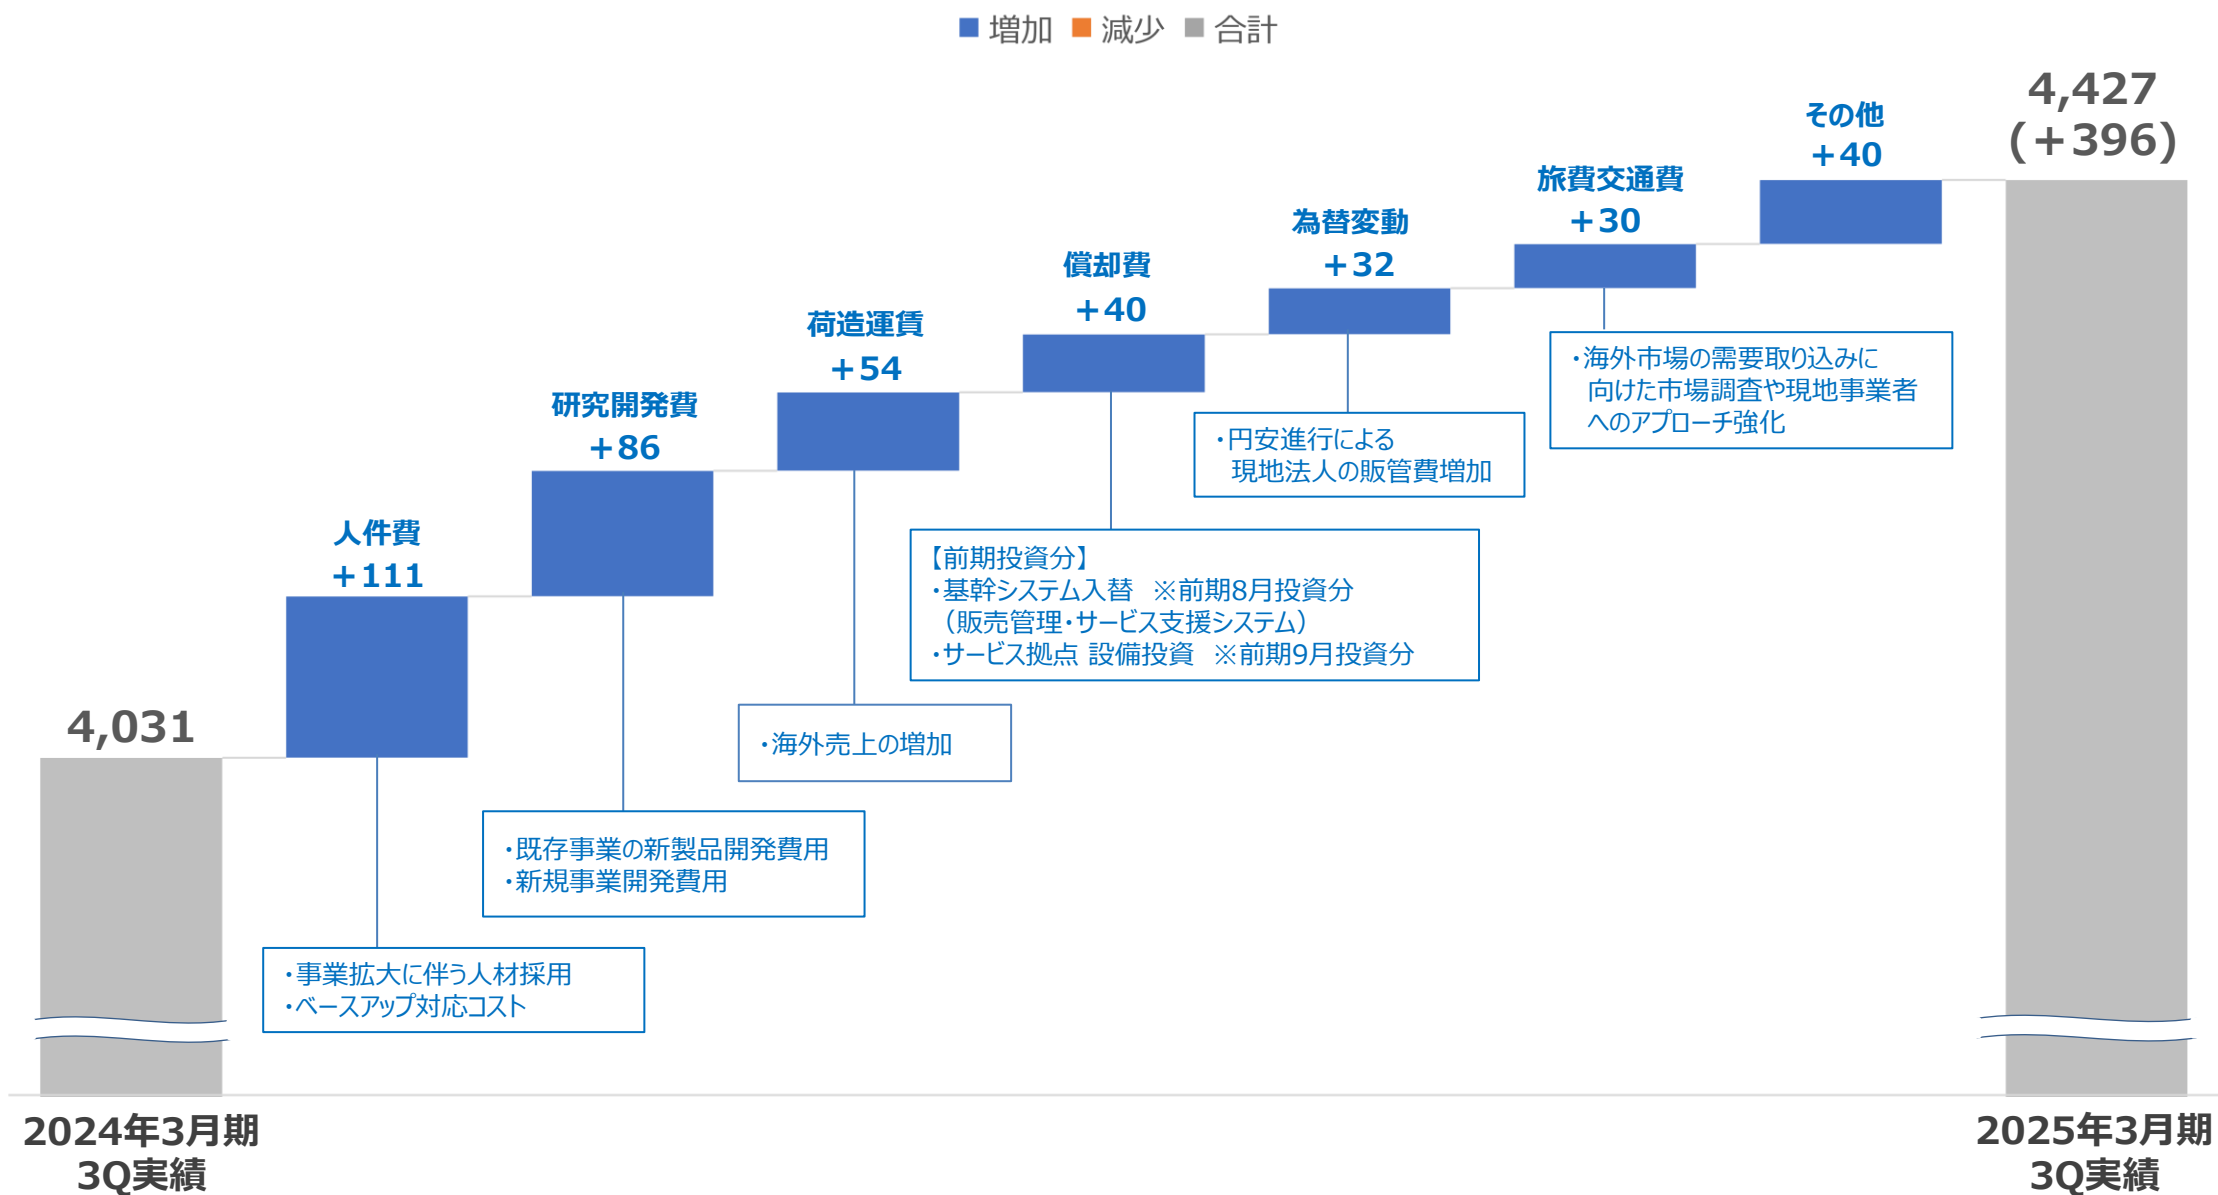 増加 減少 合計
4,031
人件費
+111
研究開発費
+86
荷造運賃
+54
償却費
+40
為替変動
+32
旅費交通費
+30
その他
+40
4,427
(+396)
・事業拡大に伴う人材採用
・ベースアップ対応コスト
・既存事業の新製品開発費用
・新規事業開発費用
・海外売上の増加
【前期投資分】
・基幹システム入替 ※前期8月投資分
（販売管理・サービス支援システム）
・サービス拠点 設備投資 ※前期9月投資分
・円安進行による
現地法人の販管費増加
・海外市場の需要取り込みに
向けた市場調査や現地事業者
へのアプローチ強化
2024年3月期
3Q実績
2025年3月期
3Q実績